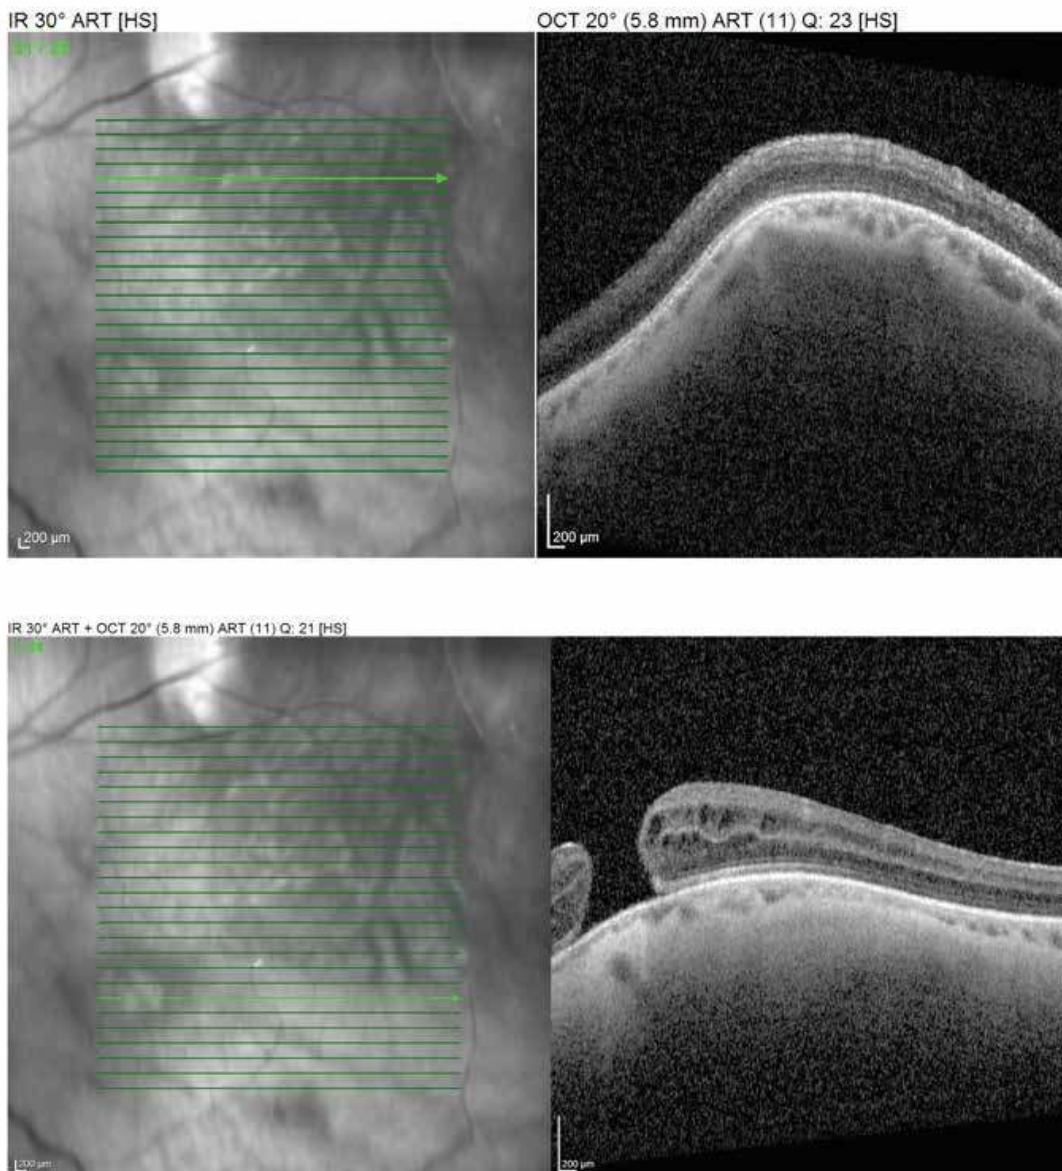 IR 30° ART [HS]
OCT 20° (5.8 mm) ART (11) Q: 23 [HS]
200 µm
200 µm
IR 30° ART + OCT 20° (5.8 mm) ART (11) Q: 21 [HS]
200 µm
200 µm